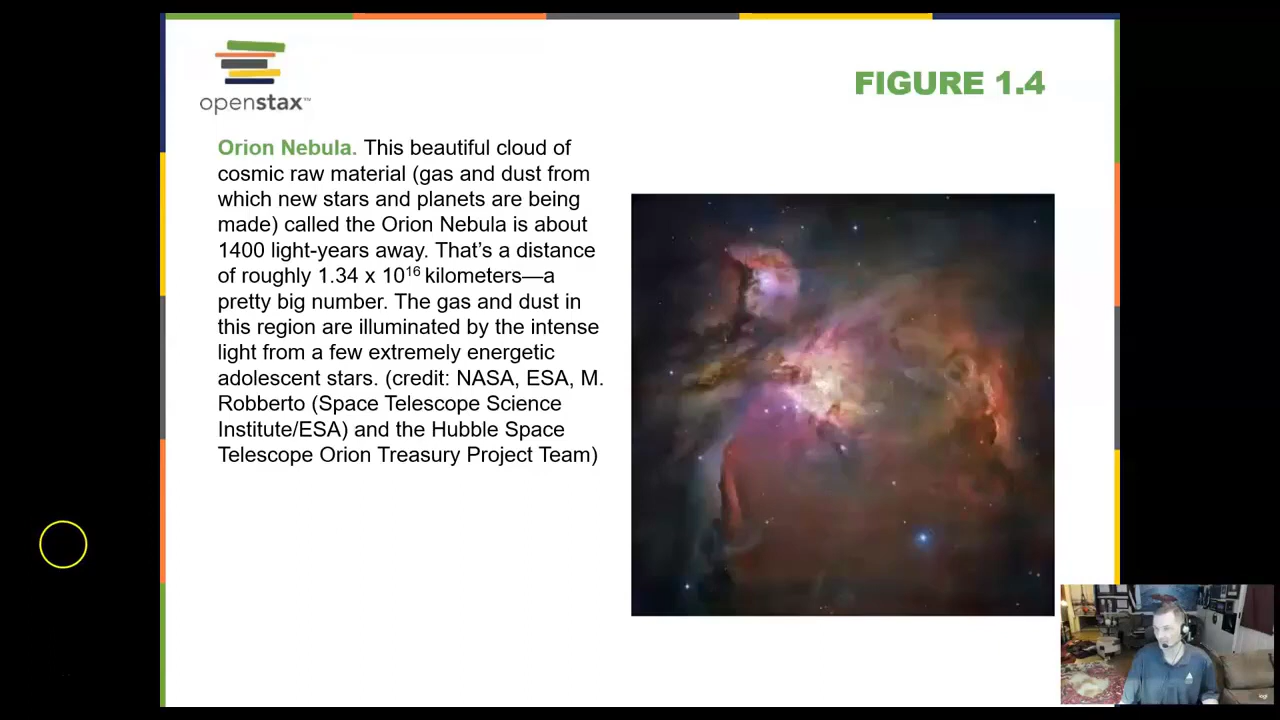 openstax™
FIGURE 1.4
Orion Nebula. This beautiful cloud of
cosmic raw material (gas and dust from
which new stars and planets are being
made) called the Orion Nebula is about
1400 light-years away. That’s a distance
of roughly 1.34 x 10¹⁶ kilometers—a
pretty big number. The gas and dust in
this region are illuminated by the intense
light from a few extremely energetic
adolescent stars. (credit: NASA, ESA, M.
Robberto (Space Telescope Science
Institute/ESA) and the Hubble Space
Telescope Orion Treasury Project Team)
logi